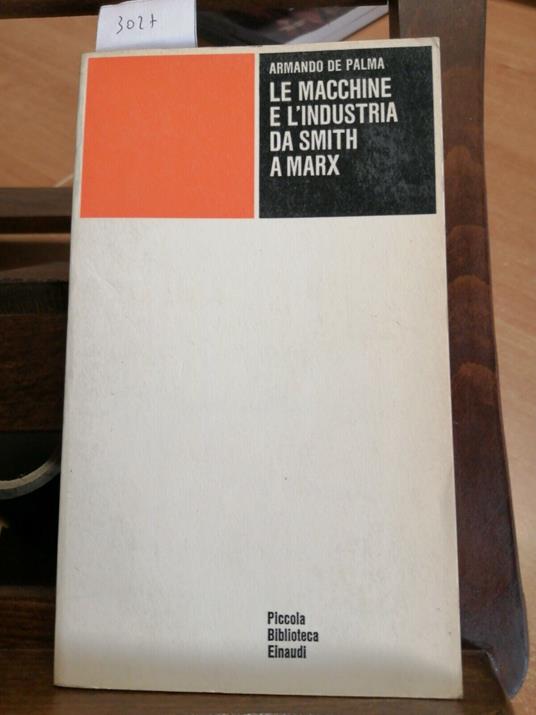 3027
ARMANDO DE PALMA
LE MACCHINE
E L'INDUSTRIA
DA SMITH
A MARX
Piccola
Biblioteca
Einaudi